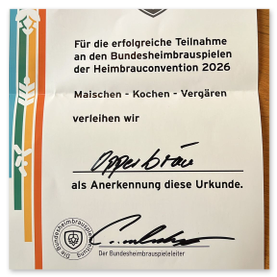 Für die erfolgreiche Teilnahme
an den Bundesheimbrauspielen
der Heimbrauconvention 2026
Maischen - Kochen - Vergären
verleihen wir
Opperbräu
als Anerkennung diese Urkunde.
Der Bundesheimbrauspieleleiter